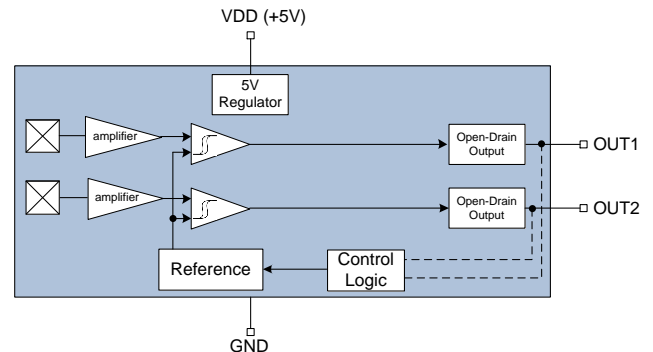 VDD (+5V)
5V
Regulator
amplifier
Open-Drain
Output
OUT1
amplifier
Open-Drain
Output
OUT2
Reference
Control
Logic
GND